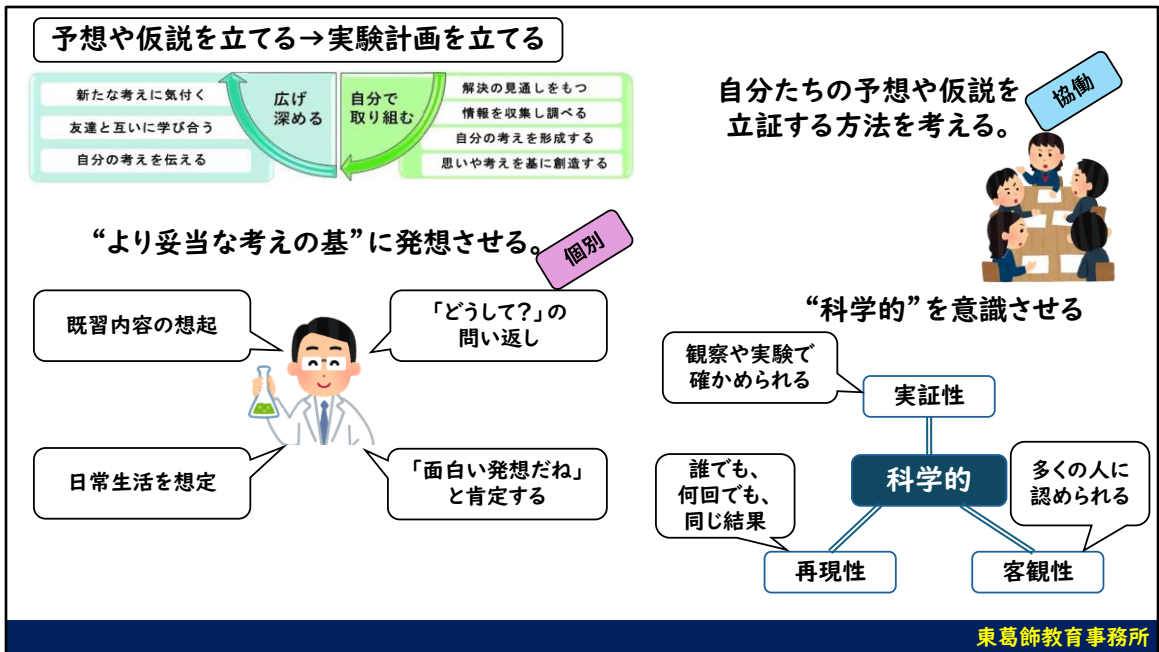 予想や仮説を立てる→実験計画を立てる
新たな考えに気付く
友達と互いに学び合う
自分の考えを伝える
広げ
深める
自分で
取り組む
解決の見通しをもつ
情報を収集し調べる
自分の考えを形成する
思いや考えを基に創造する
“より妥当な考えの基”に発想させる。
個別
既習内容の想起
「どうして?」の
問い返し
日常生活を想定
「面白い発想だね」
と肯定する
自分たちの予想や仮説を
立証する方法を考える。
協働
“科学的”を意識させる
観察や実験で
確かめられる
実証性
科学的
誰でも、
何回でも、
同じ結果
再現性
多くの人に
認められる
客観性
東葛飾教育事務所